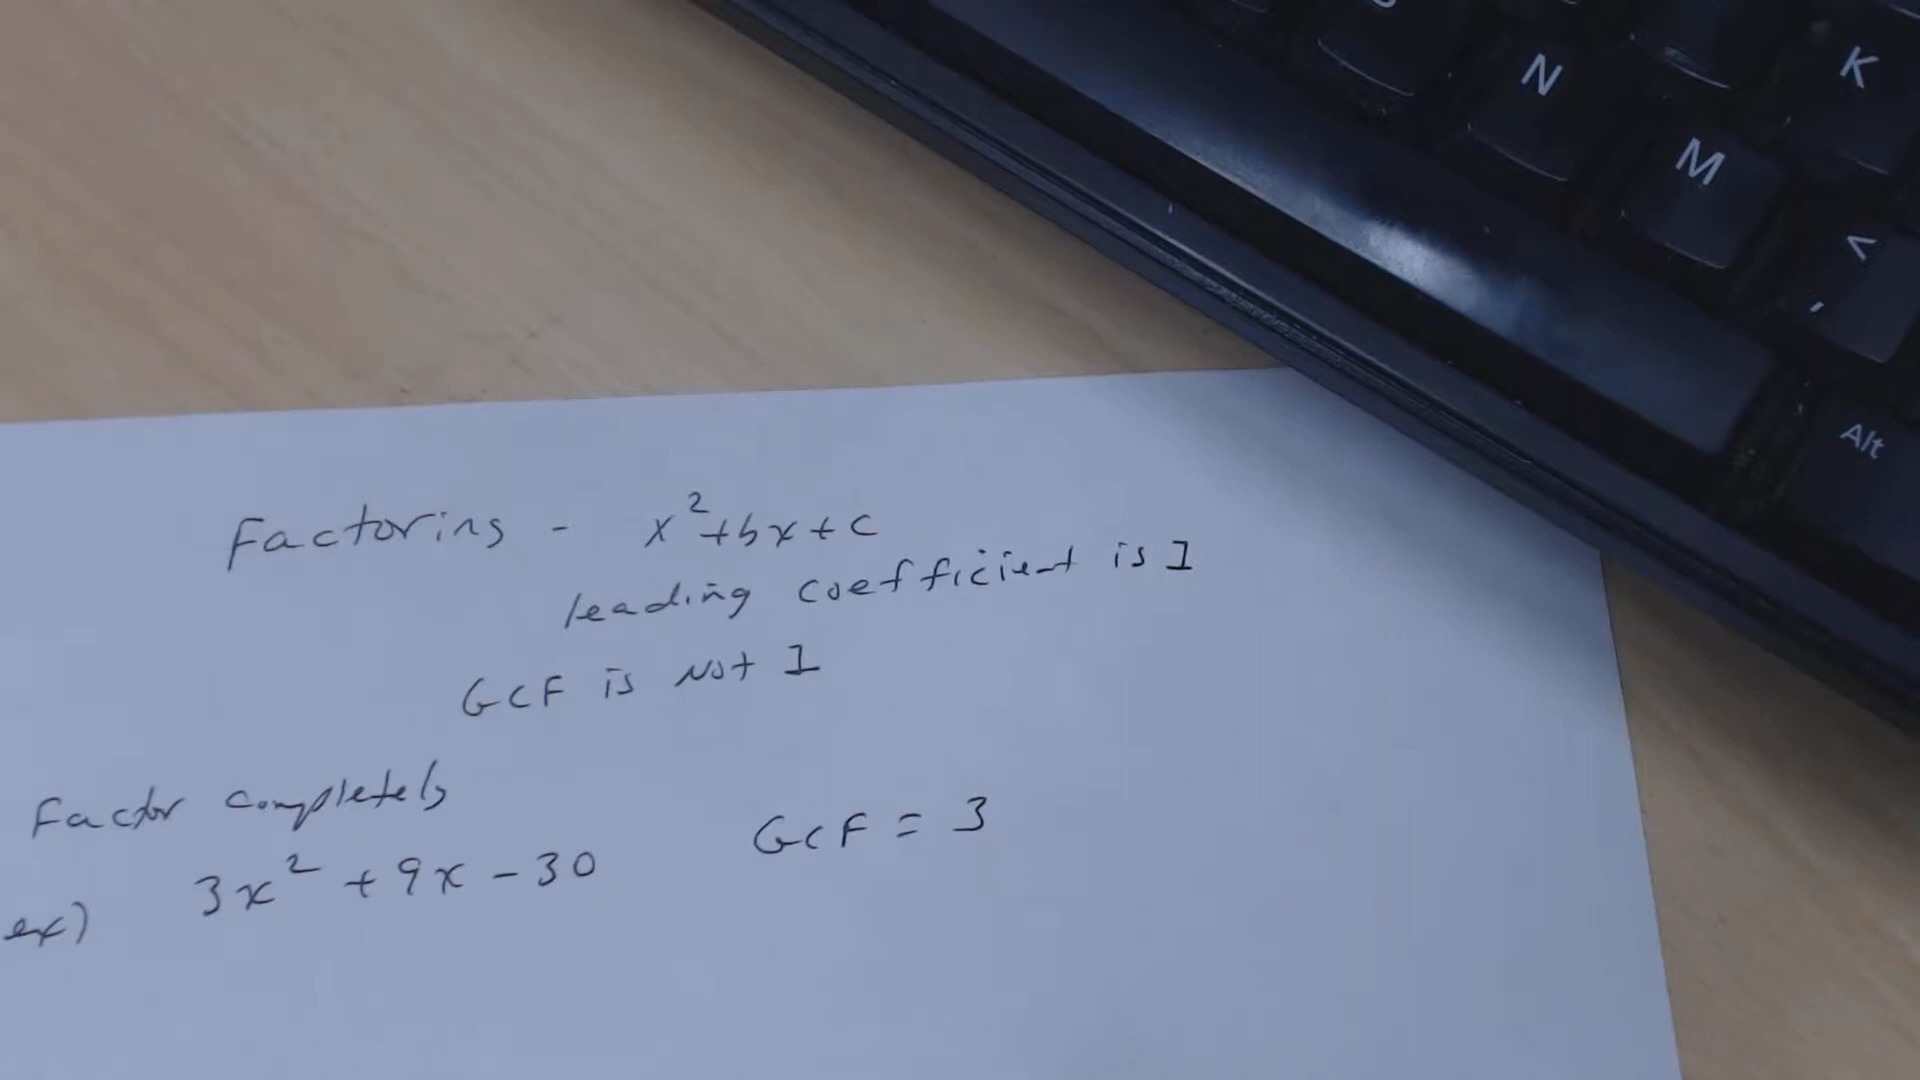 N
K
M
<
,
Alt
Factoring - x²+bx+c
leading coefficient is 1
GCF is Not 1
Factor completely
ex) 3x² + 9x - 30 GCF = 3